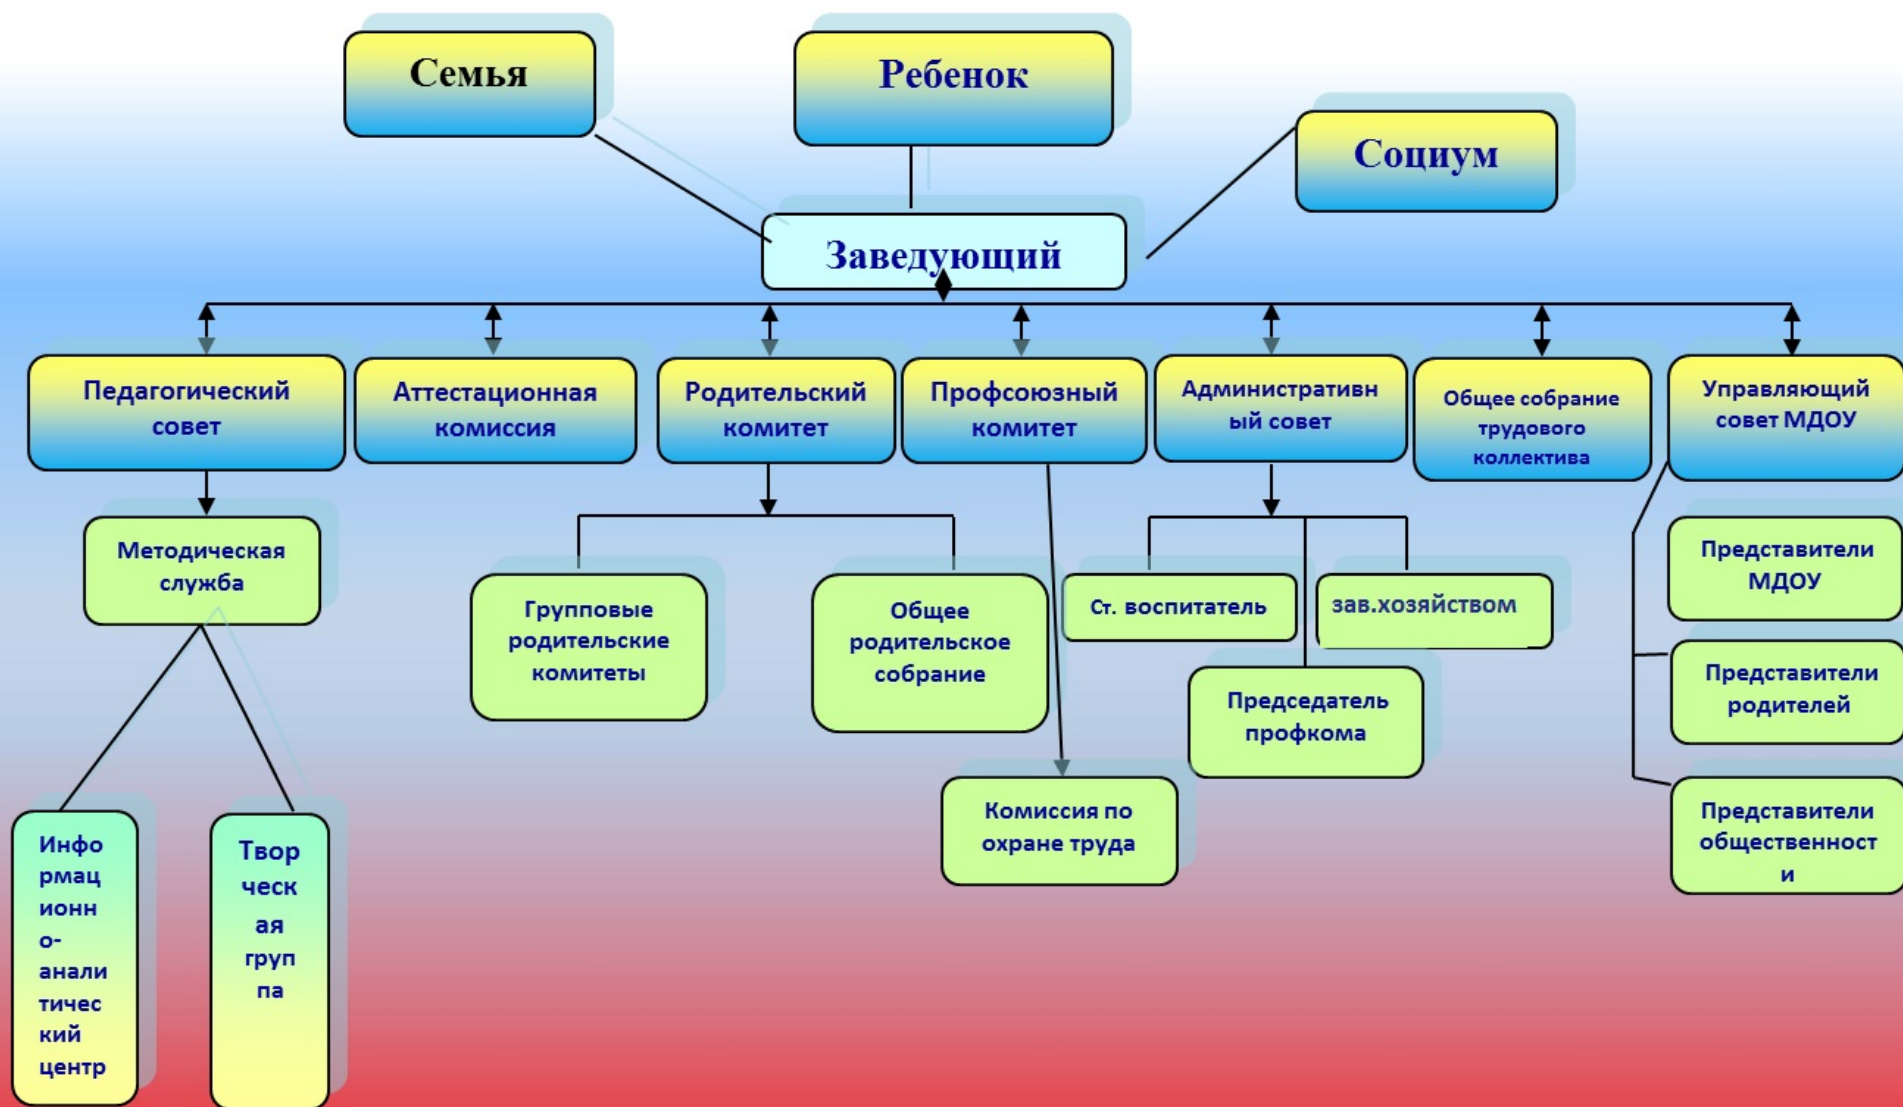 Семья
Ребенок
Социум
Заведующий
Педагогический
совет
Аттестационная
комиссия
Родительский
комитет
Профсоюзный
комитет
Административн
ый совет
Общее собрание
трудового
коллектива
Управляющий
совет МДОУ
Методическая
служба
Групповые
родительские
комитеты
Общее
родительское
собрание
Ст. воспитатель
зав.хозяйством
Председатель
профкома
Комиссия по
охране труда
Представители
МДОУ
Представители
родителей
Представители
общественност
и
Инфо
рмац
ионн
о-
анали
тичес
кий
центр
Твор
ческ
ая
груп
па